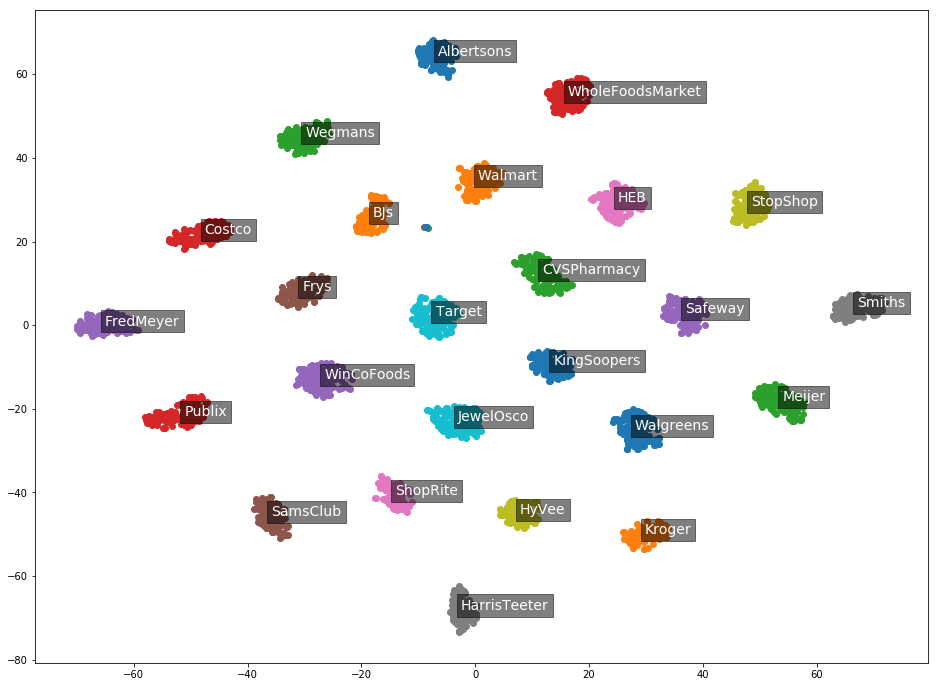 Albertsons
WholeFoodsMarket
Wegmans
Walmart
HEB
StopShop
BJs
Costco
CVSPharmacy
Frys
Smiths
Target
Safeway
FredMeyer
KingSoopers
WinCoFoods
Meijer
Publix
JewelOsco
Walgreens
ShopRite
SamsClub
HyVee
Kroger
HarrisTeeter
60
40
20
0
−20
−40
−60
−80
−60
−40
−20
0
20
40
60